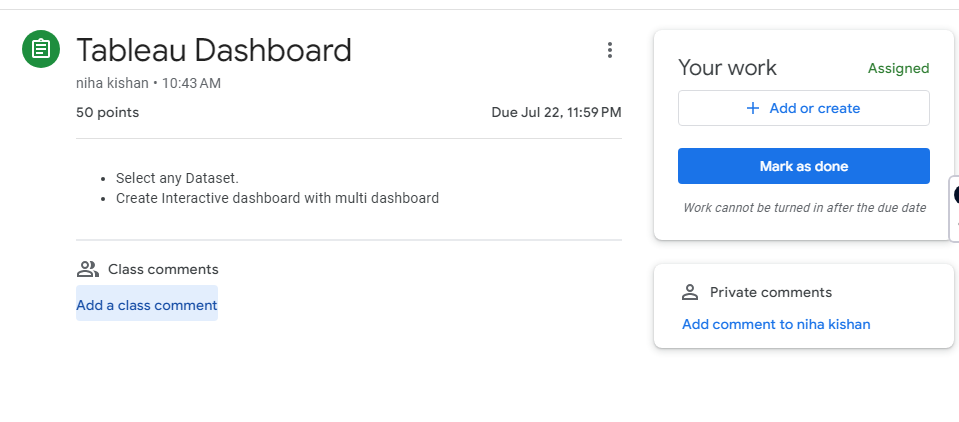 Tableau Dashboard
niha kishan • 10:43 AM
50 points
Due Jul 22, 11:59 PM
• Select any Dataset.
• Create Interactive dashboard with multi dashboard
Class comments
Add a class comment
Your work
Assigned
+ Add or create
Mark as done
Work cannot be turned in after the due date
Private comments
Add comment to niha kishan